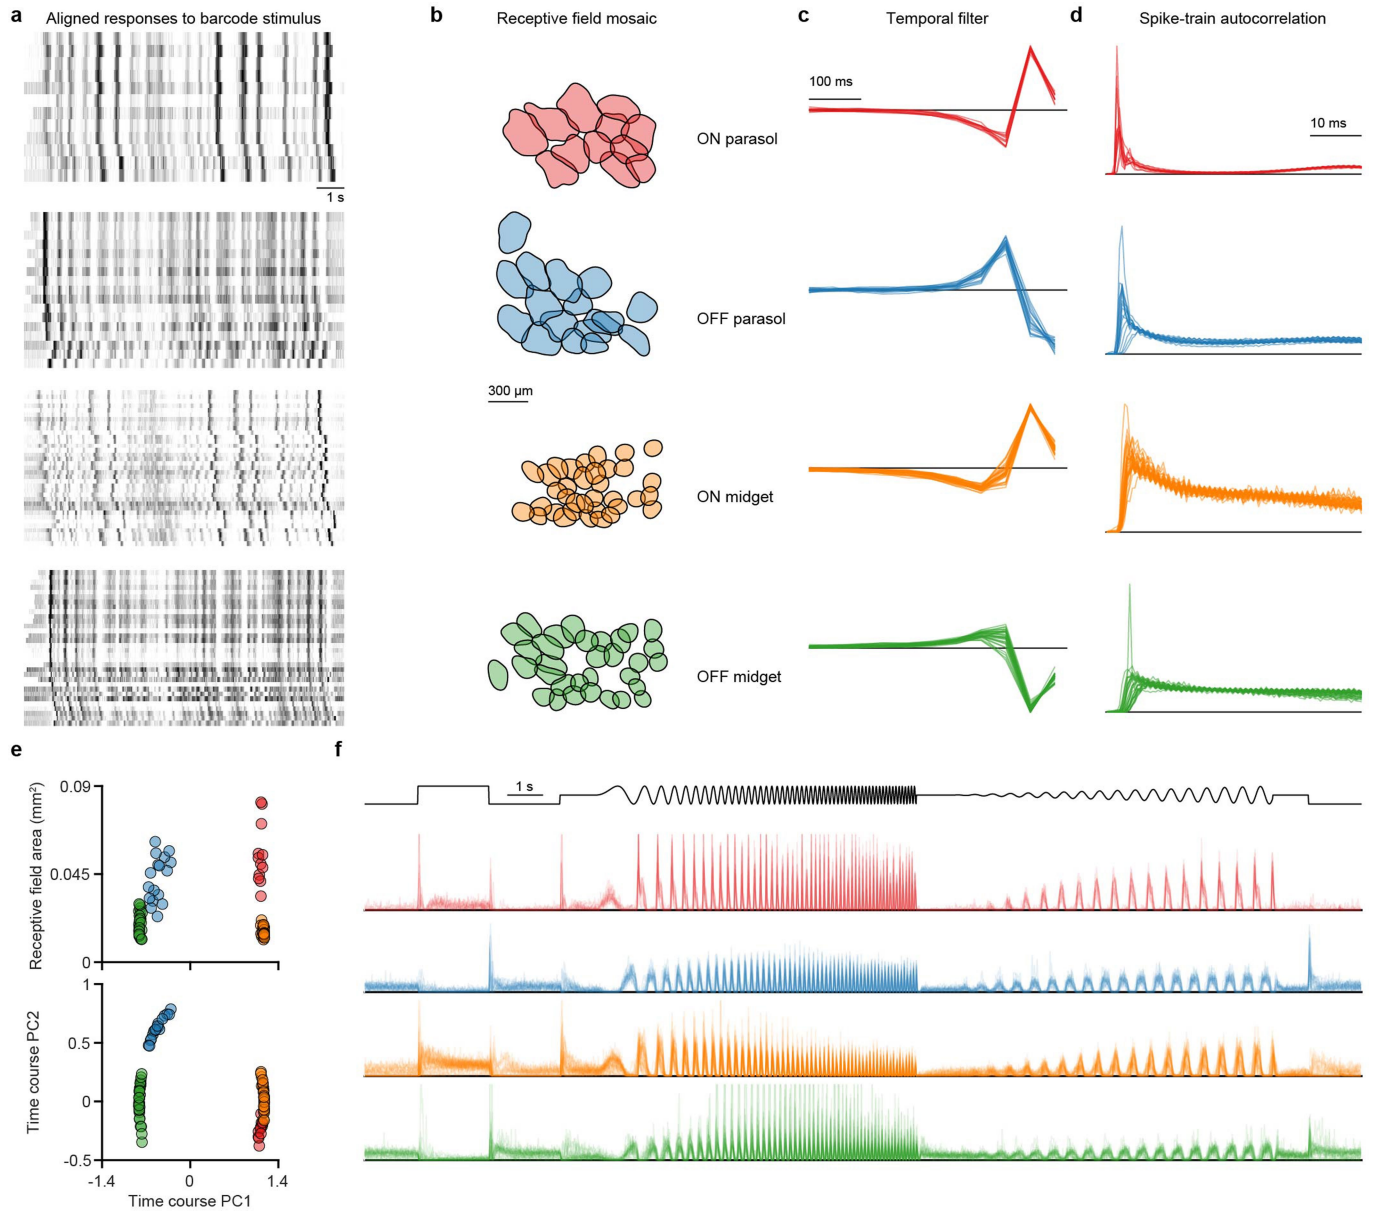 a Aligned responses to barcode stimulus
b Receptive field mosaic
c Temporal filter
d Spike-train autocorrelation
100 ms
10 ms
ON parasol
1 s
OFF parasol
300 µm
ON midget
OFF midget
e
f
Receptive field area (mm²)
0.09
0.045
0
1 s
Time course PC2
1
0.5
0
-0.5
-1.4 0 1.4
Time course PC1